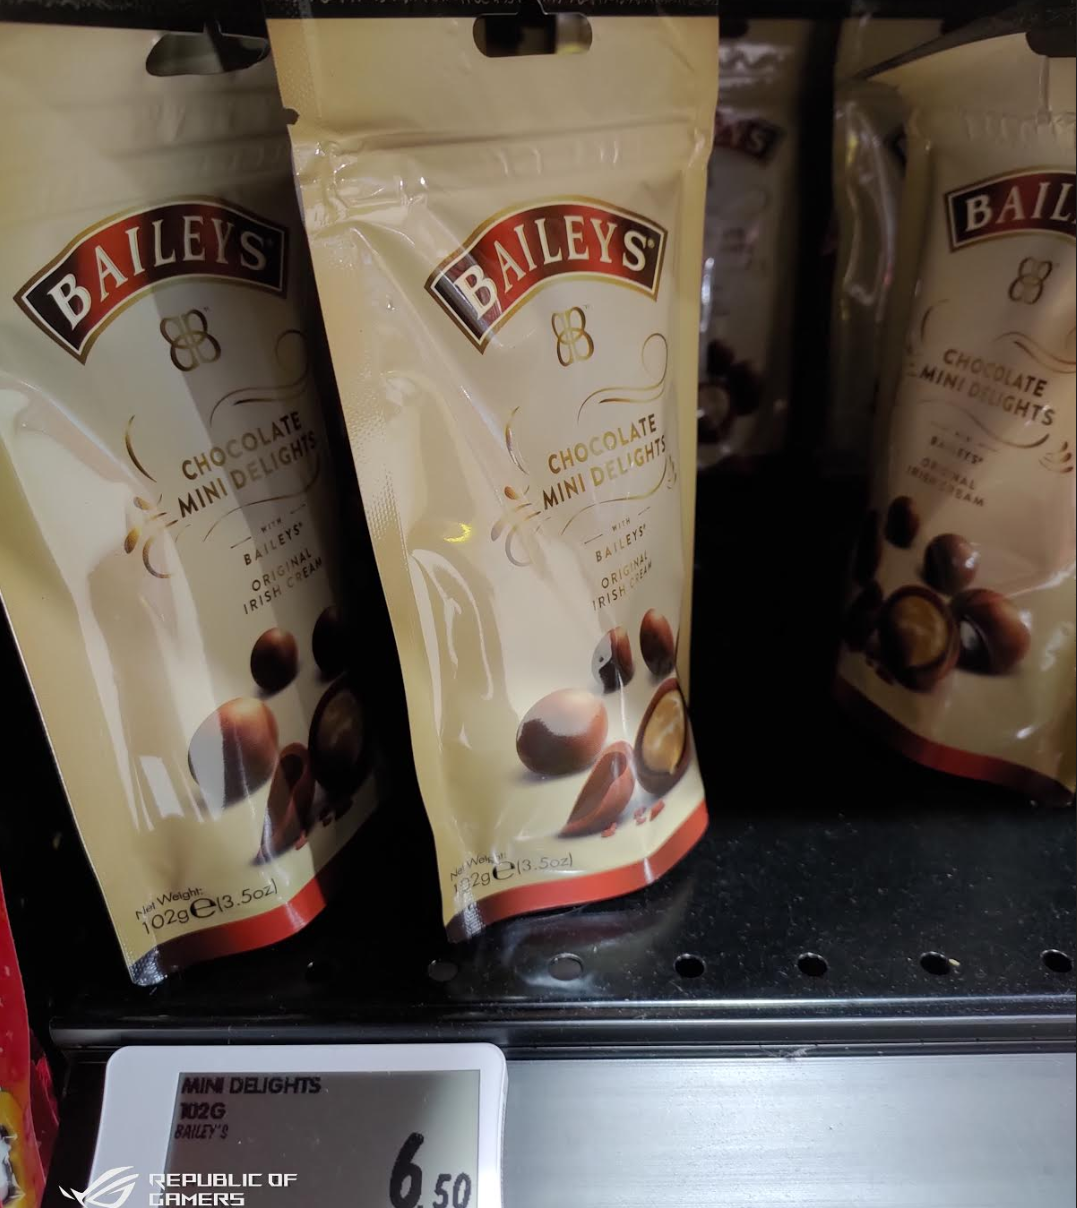 BAILEYS®
CHOCOLATE
MINI DELIGHTS
WITH
BAILEYS®
ORIGINAL
IRISH CREAM
Net Weight:
102g℮(3.5oz)
BAILEYS®
CHOCOLATE
MINI DELIGHTS
WITH
BAILEYS®
ORIGINAL
IRISH CREAM
Net Weight:
102g℮(3.5oz)
BAIL
CHOCOLATE
MINI DELIGHTS
WITH
BAILEYS®
ORIGINAL
IRISH CREAM
MINI DELIGHTS
102G
BAILEY'S
6.50
REPUBLIC OF
GAMERS